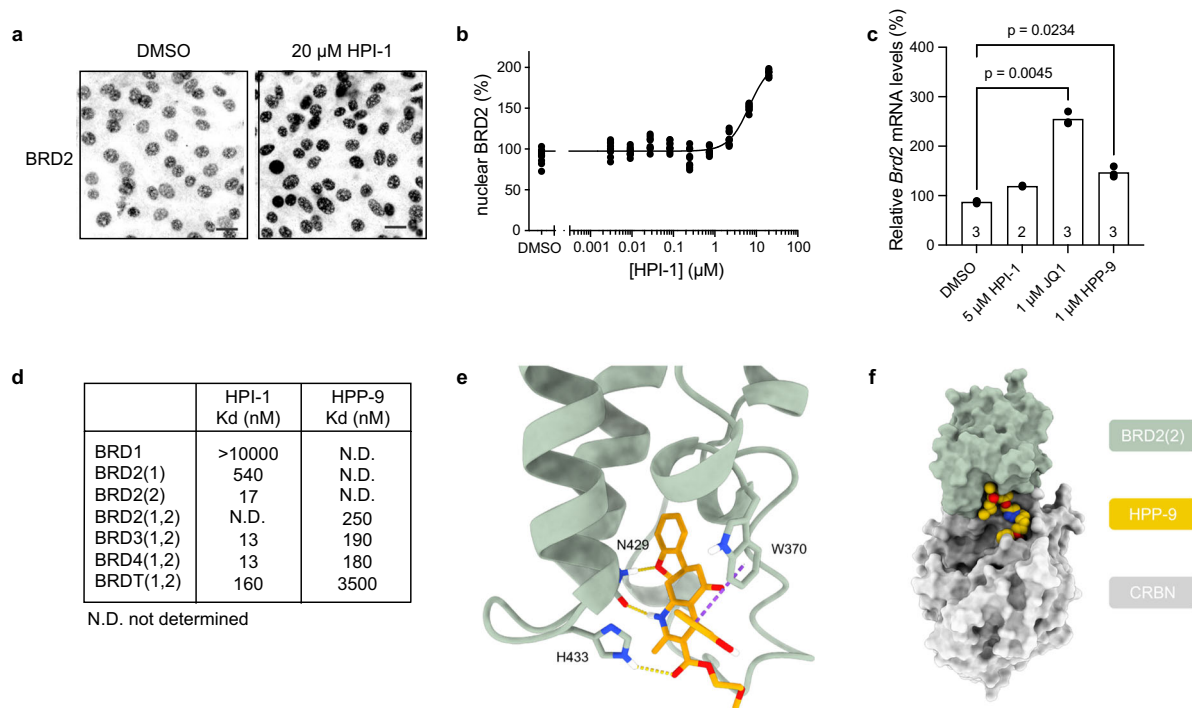 a
DMSO
20 µM HPI-1
BRD2
b
200
150
100
50
0
nuclear BRD2 (%)
DMSO
0.001
0.01
0.1
1
10
100
[HPI-1] (µM)
c
400
300
200
100
0
Relative Brd2 mRNA levels (%)
p = 0.0234
p = 0.0045
3
2
3
3
DMSO
5 µM HPI-1
1 µM JQ1
1 µM HPP-9
d
HPI-1 HPP-9
Kd (nM) Kd (nM)
BRD1 >10000 N.D.
BRD2(1) 540 N.D.
BRD2(2) 17 N.D.
BRD2(1,2) N.D. 250
BRD3(1,2) 13 190
BRD4(1,2) 13 180
BRDT(1,2) 160 3500
N.D. not determined
e
N429
W370
H433
f
BRD2(2)
HPP-9
CRBN